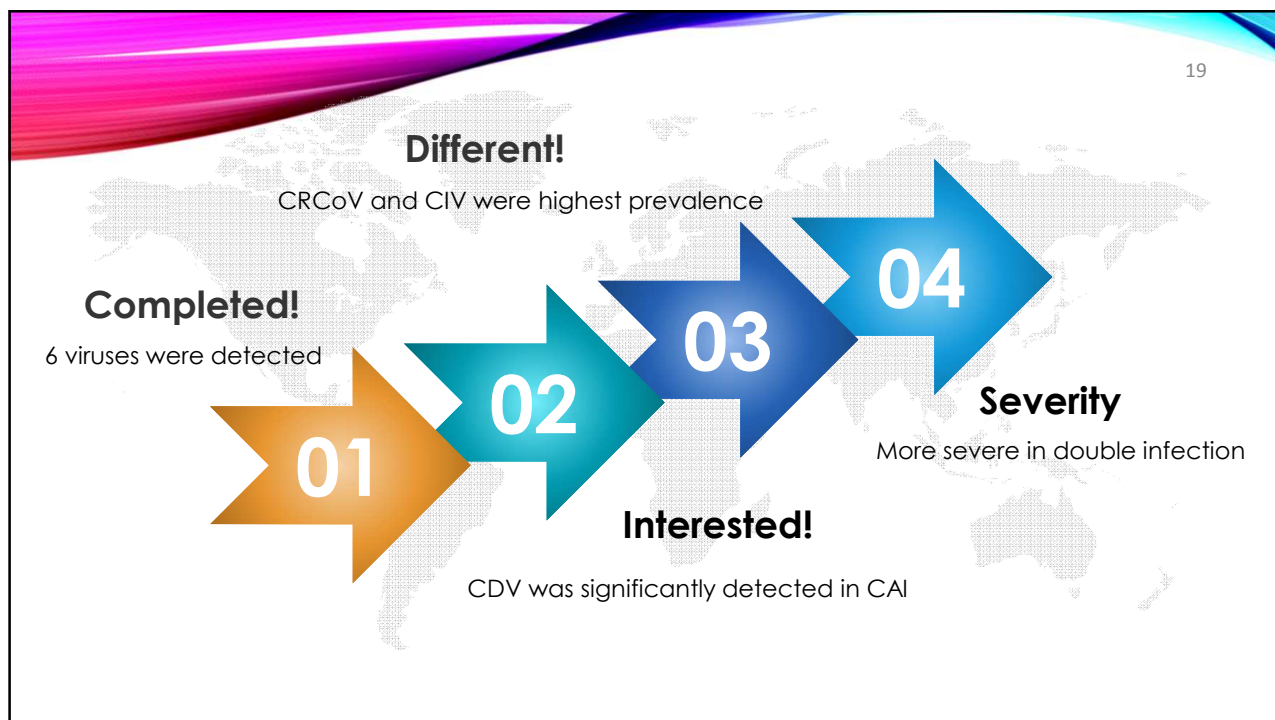 19
Different!
CRCoV and CIV were highest prevalence
Completed!
6 viruses were detected
01
02
03
04
Severity
More severe in double infection
Interested!
CDV was significantly detected in CAI